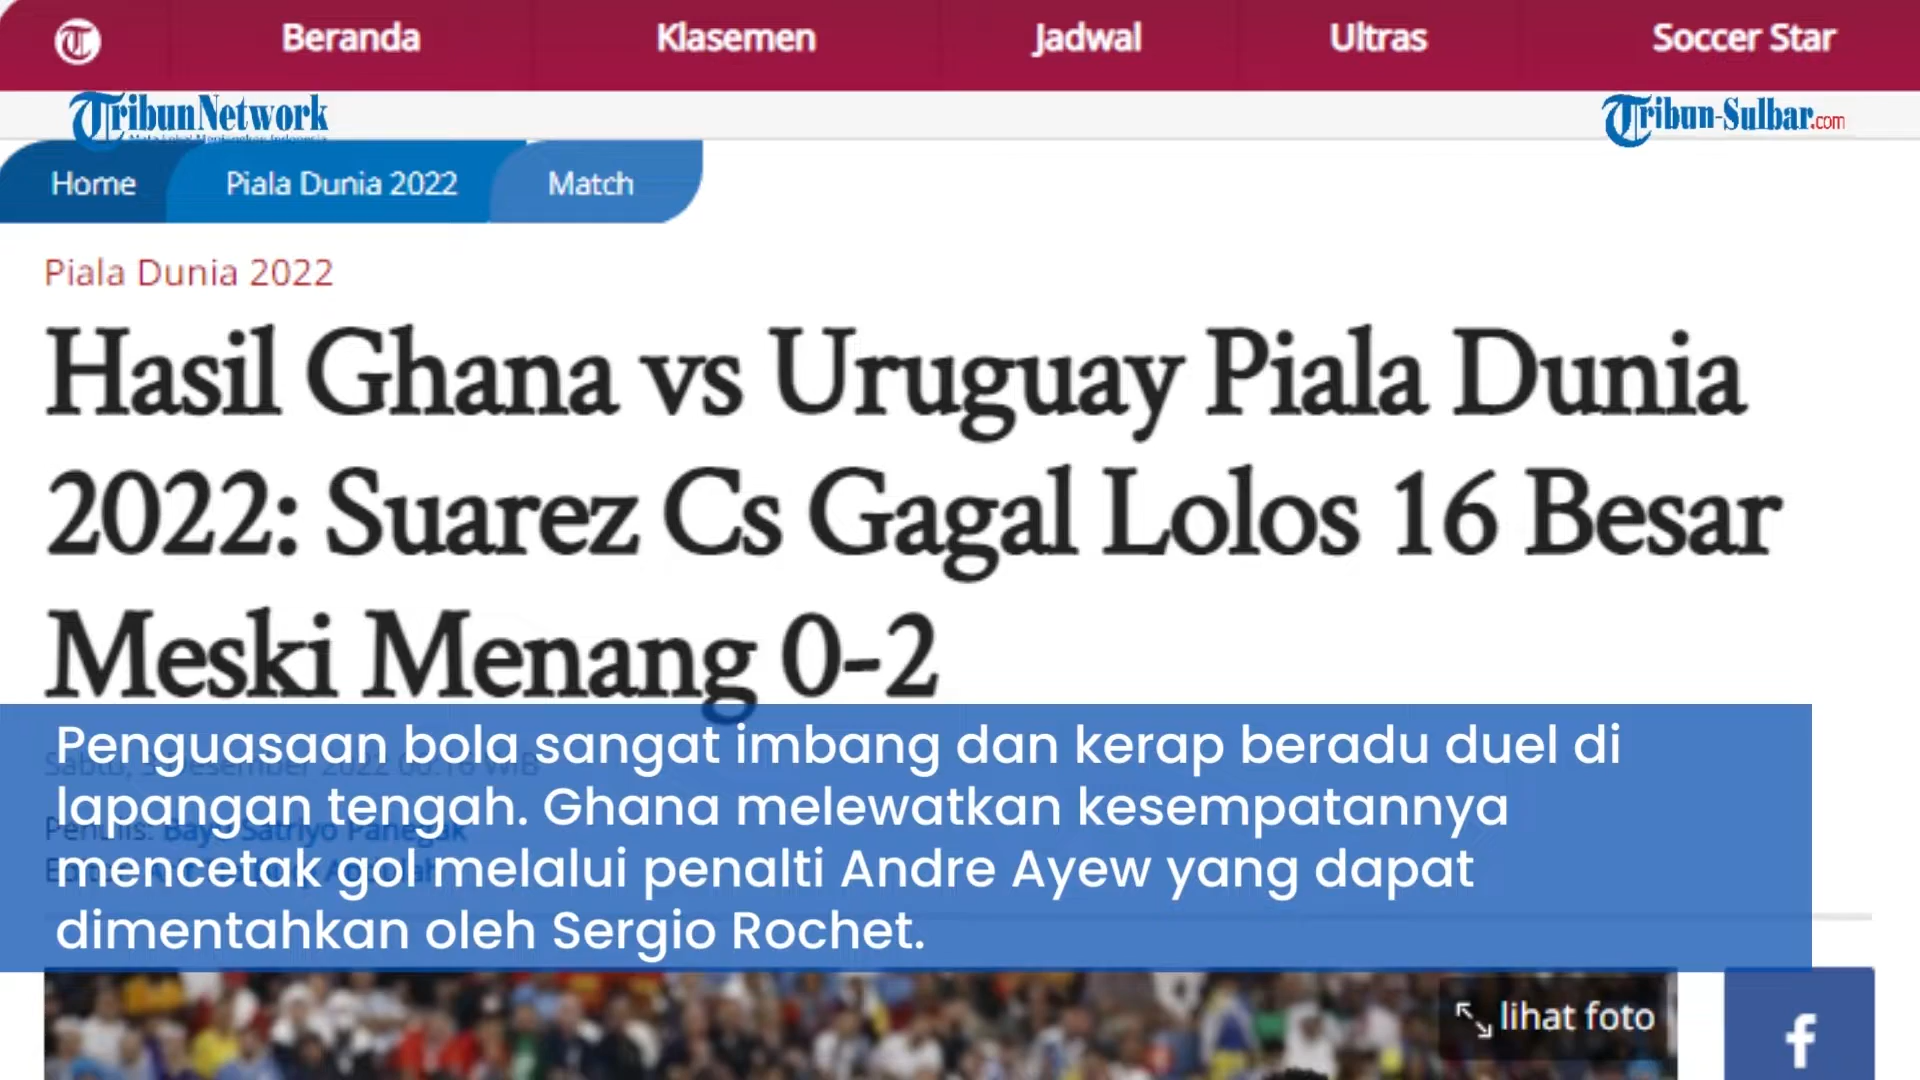 Beranda Klasemen Jadwal Ultras Soccer Star
TribunNetwork
Tribun-Sulbar.com
Home Piala Dunia 2022 Match
Piala Dunia 2022
Hasil Ghana vs Uruguay Piala Dunia
2022: Suarez Cs Gagal Lolos 16 Besar
Meski Menang 0-2
Penguasaan bola sangat imbang dan kerap beradu duel di
lapangan tengah. Ghana melewatkan kesempatannya
mencetak gol melalui penalti Andre Ayew yang dapat
dimentahkan oleh Sergio Rochet.
lihat foto